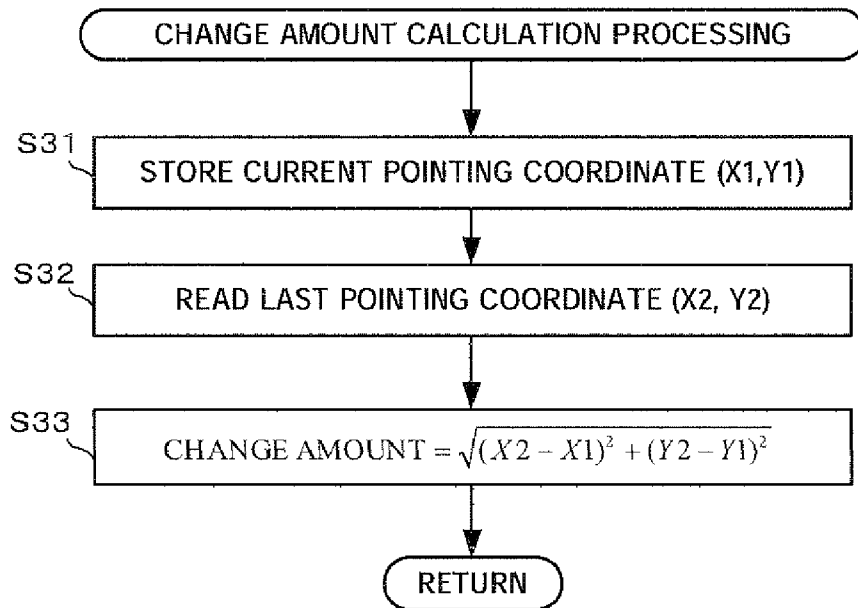 CHANGE AMOUNT CALCULATION PROCESSING
S31
STORE CURRENT POINTING COORDINATE (X1,Y1)
S32
READ LAST POINTING COORDINATE (X2, Y2)
S33
CHANGE AMOUNT = √(X2 − X1)² + (Y2 − Y1)²
RETURN